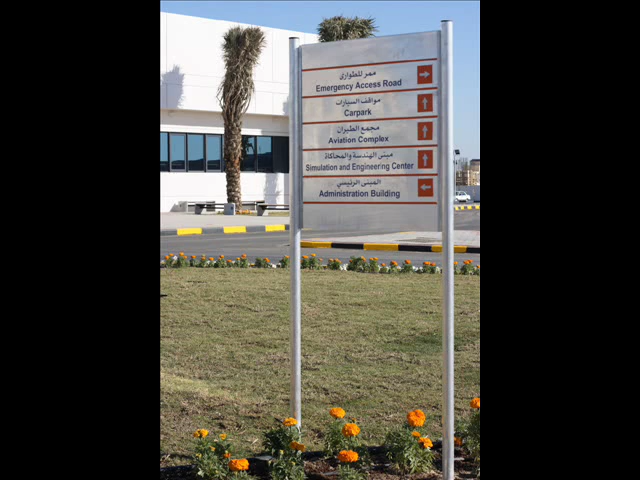 ممر للطوارئ
Emergency Access Road
مواقف السيارات
Carpark
مجمع الطيران
Aviation Complex
مبنى الهندسة والمحاكاة
Simulation and Engineering Center
المبنى الرئيسي
Administration Building